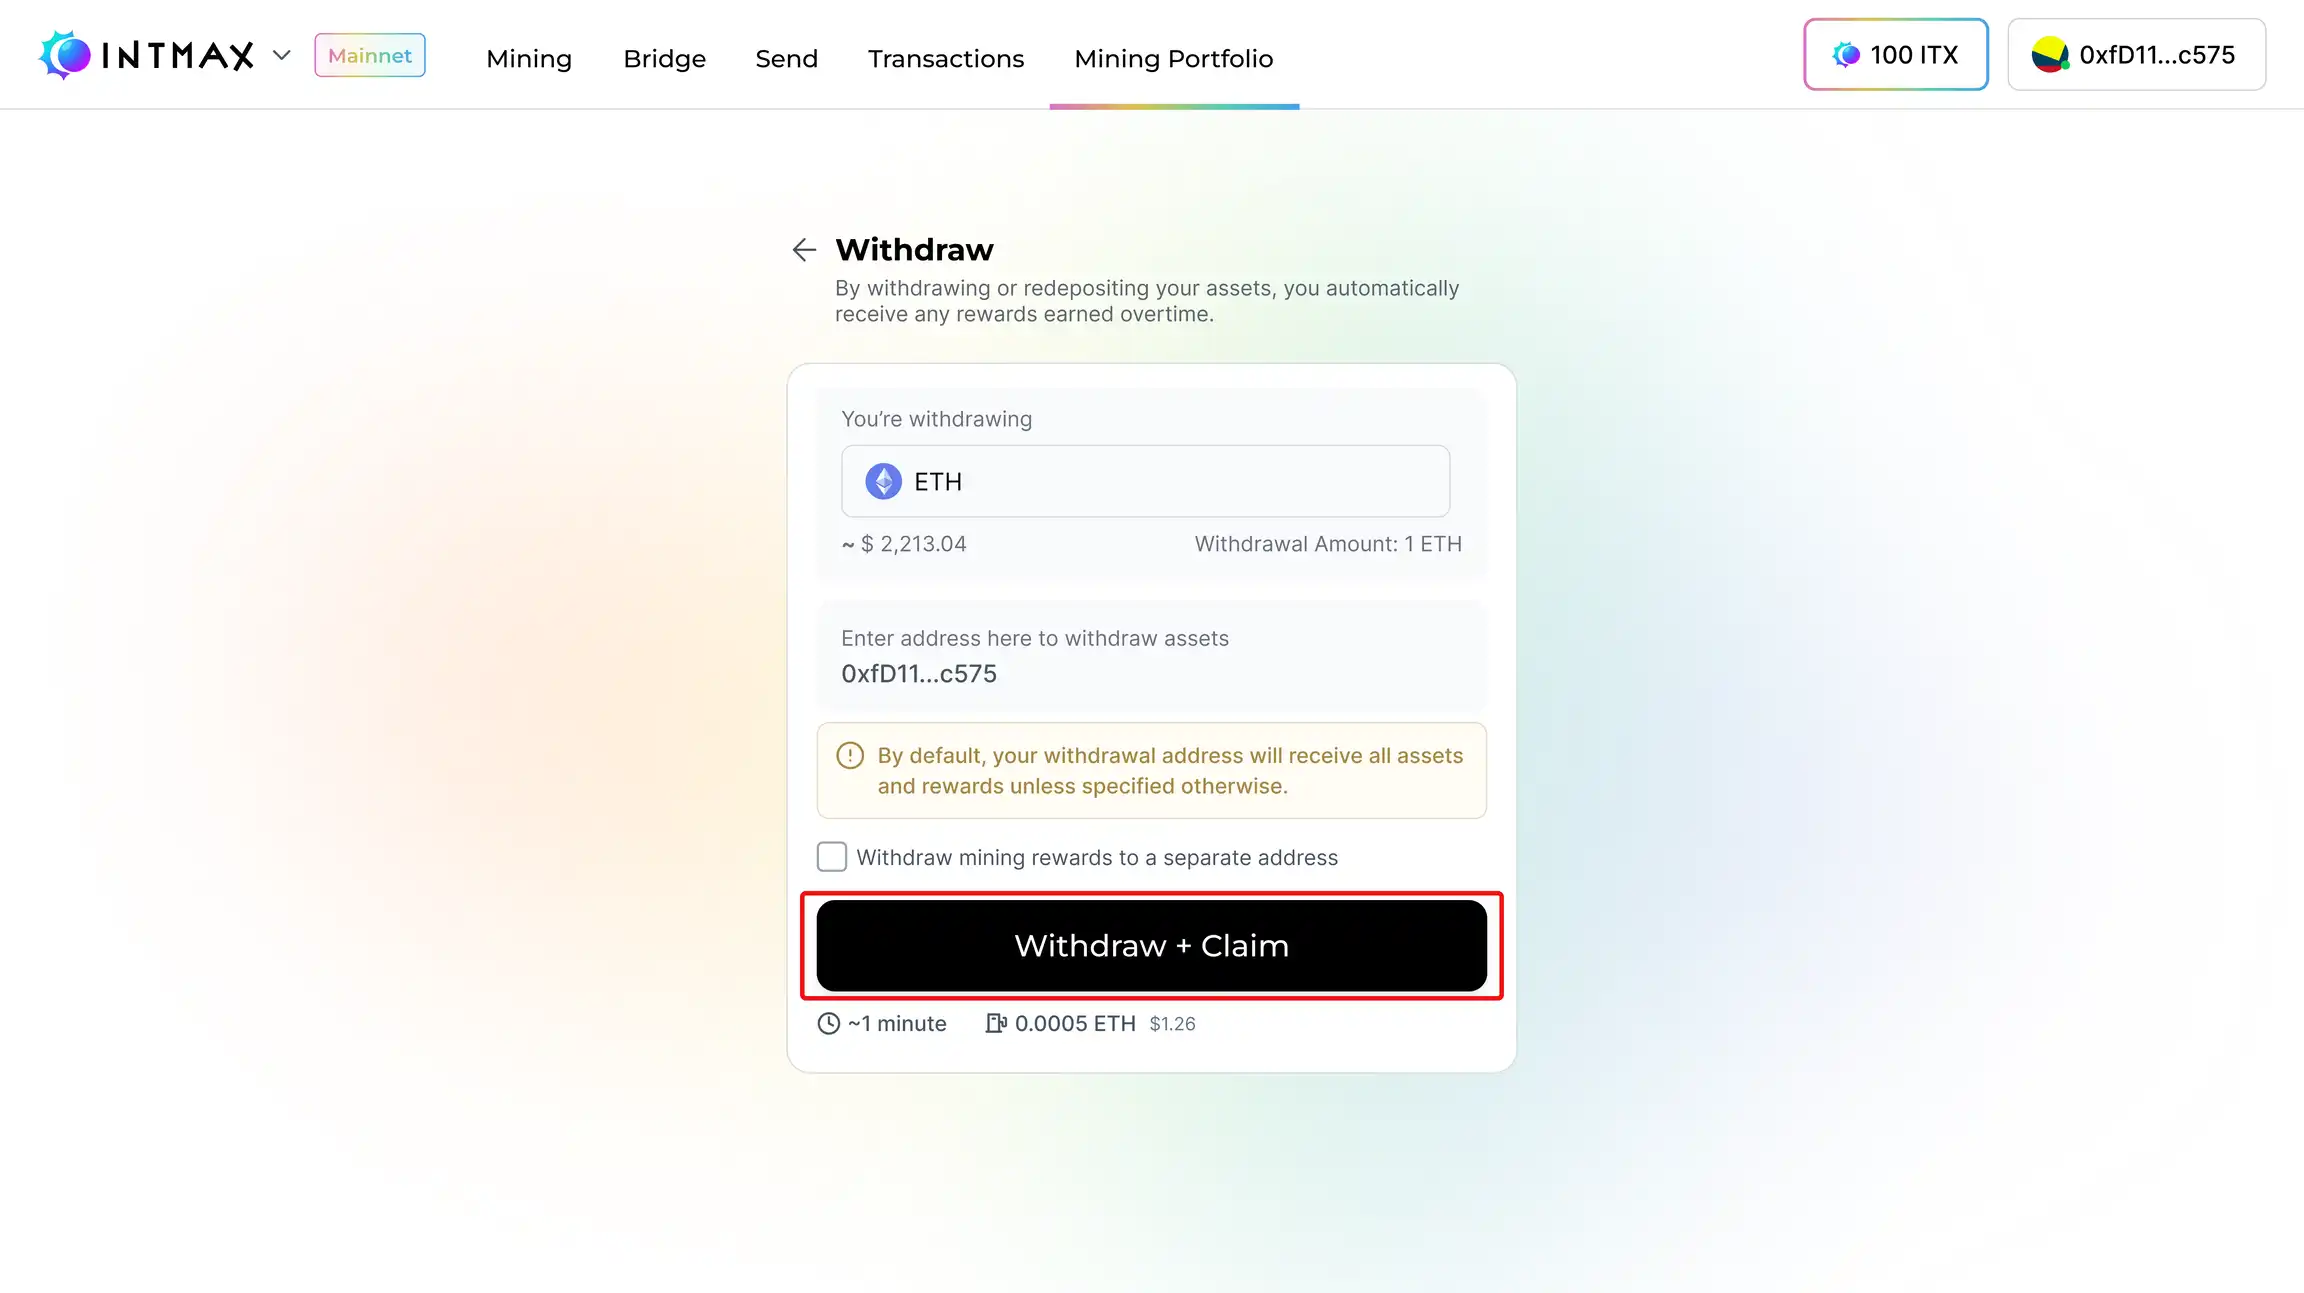 INTMAX
Mainnet
Mining
Bridge
Send
Transactions
Mining Portfolio
100 ITX
0xfD11...c575
Withdraw
By withdrawing or redepositing your assets, you automatically
receive any rewards earned overtime.
You’re withdrawing
ETH
~ $ 2,213.04
Withdrawal Amount: 1 ETH
Enter address here to withdraw assets
0xfD11...c575
By default, your withdrawal address will receive all assets
and rewards unless specified otherwise.
Withdraw mining rewards to a separate address
Withdraw + Claim
~1 minute
0.0005 ETH $1.26